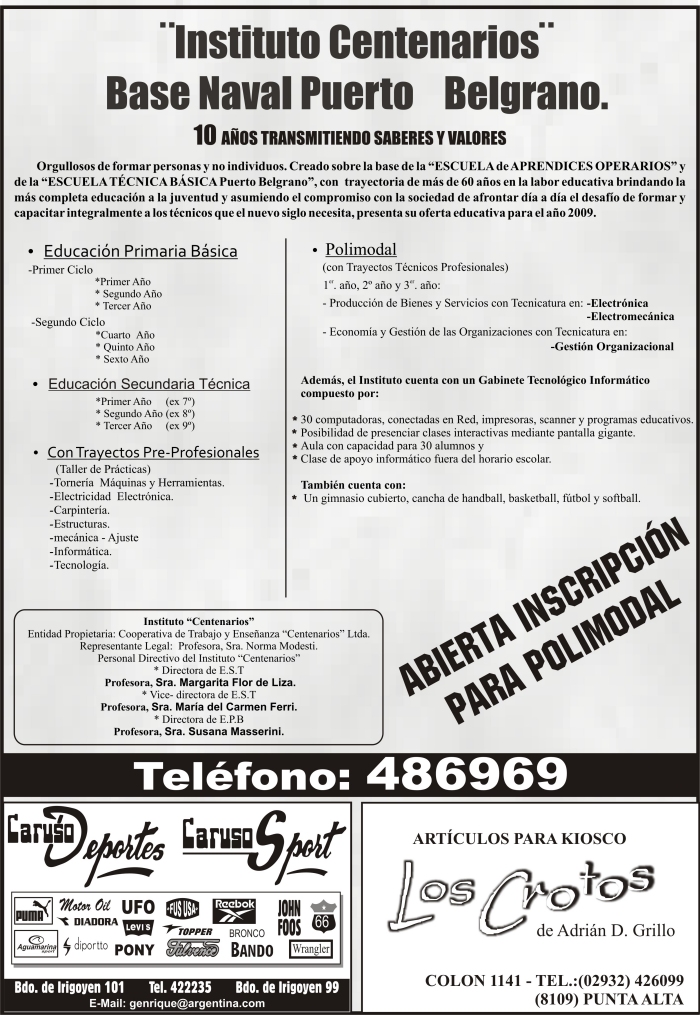 ¨Instituto Centenarios¨
Base Naval Puerto Belgrano.
10 AÑOS TRANSMITIENDO SABERES Y VALORES
Orgullosos de formar personas y no individuos. Creado sobre la base de la “ESCUELA de APRENDICES OPERARIOS” y
de la “ESCUELA TÉCNICA BÁSICA Puerto Belgrano”, con trayectoria de más de 60 años en la labor educativa brindando la
más completa educación a la juventud y asumiendo el compromiso con la sociedad de afrontar día a día el desafío de formar y
capacitar integralmente a los técnicos que el nuevo siglo necesita, presenta su oferta educativa para el año 2009.
• Educación Primaria Básica
-Primer Ciclo
*Primer Año
* Segundo Año
* Tercer Año
-Segundo Ciclo
*Cuarto Año
* Quinto Año
* Sexto Año
• Educación Secundaria Técnica
*Primer Año (ex 7º)
* Segundo Año (ex 8º)
* Tercer Año (ex 9º)
• Con Trayectos Pre-Profesionales
(Taller de Prácticas)
-Tornería Máquinas y Herramientas.
-Electricidad Electrónica.
-Carpintería.
-Estructuras.
-mecánica - Ajuste
-Informática.
-Tecnología.
• Polimodal
(con Trayectos Técnicos Profesionales)
1er. año, 2º año y 3er. año:
- Producción de Bienes y Servicios con Tecnicatura en: -Electrónica
-Electromecánica
- Economía y Gestión de las Organizaciones con Tecnicatura en:
-Gestión Organizacional
Además, el Instituto cuenta con un Gabinete Tecnológico Informático
compuesto por:
* 30 computadoras, conectadas en Red, impresoras, scanner y programas educativos.
* Posibilidad de presenciar clases interactivas mediante pantalla gigante.
* Aula con capacidad para 30 alumnos y
* Clase de apoyo informático fuera del horario escolar.
También cuenta con:
* Un gimnasio cubierto, cancha de handball, basketball, fútbol y softball.
ABIERTA INSCRIPCIÓN
PARA POLIMODAL
Instituto “Centenarios”
Entidad Propietaria: Cooperativa de Trabajo y Enseñanza “Centenarios” Ltda.
Representante Legal: Profesora, Sra. Norma Modesti.
Personal Directivo del Instituto “Centenarios”
* Directora de E.S.T
Profesora, Sra. Margarita Flor de Liza.
* Vice- directora de E.S.T
Profesora, Sra. María del Carmen Ferri.
* Directora de E.P.B
Profesora, Sra. Susana Masserini.
Teléfono: 486969
Caruso Deportes Caruso Sport
PUMA Motor Oil UFO FUS USA Reebok JOHN FOOS 66
DIADORA LEVI'S TOPPER BRONCO
Aguamarina diportto PONY BANDO Wrangler
Bdo. de Irigoyen 101 Tel. 422235 Bdo. de Irigoyen 99
E-Mail: genrique@argentina.com
ARTÍCULOS PARA KIOSCO
Los Crotos
de Adrián D. Grillo
COLON 1141 - TEL.:(02932) 426099
(8109) PUNTA ALTA